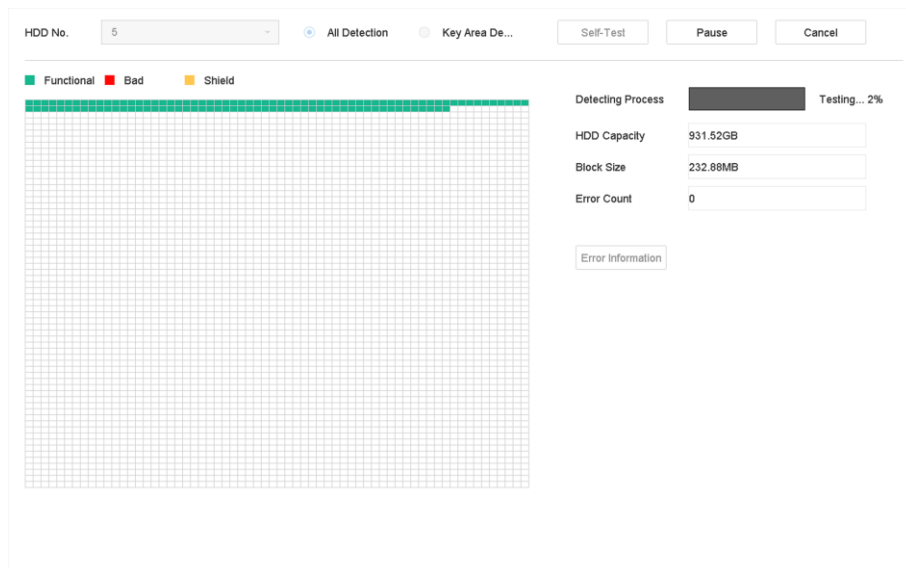 HDD No. 5 All Detection Key Area De... Self-Test Pause Cancel
Functional Bad Shield
Detecting Process Testing... 2%
HDD Capacity 931.52GB
Block Size 232.88MB
Error Count 0
Error Information